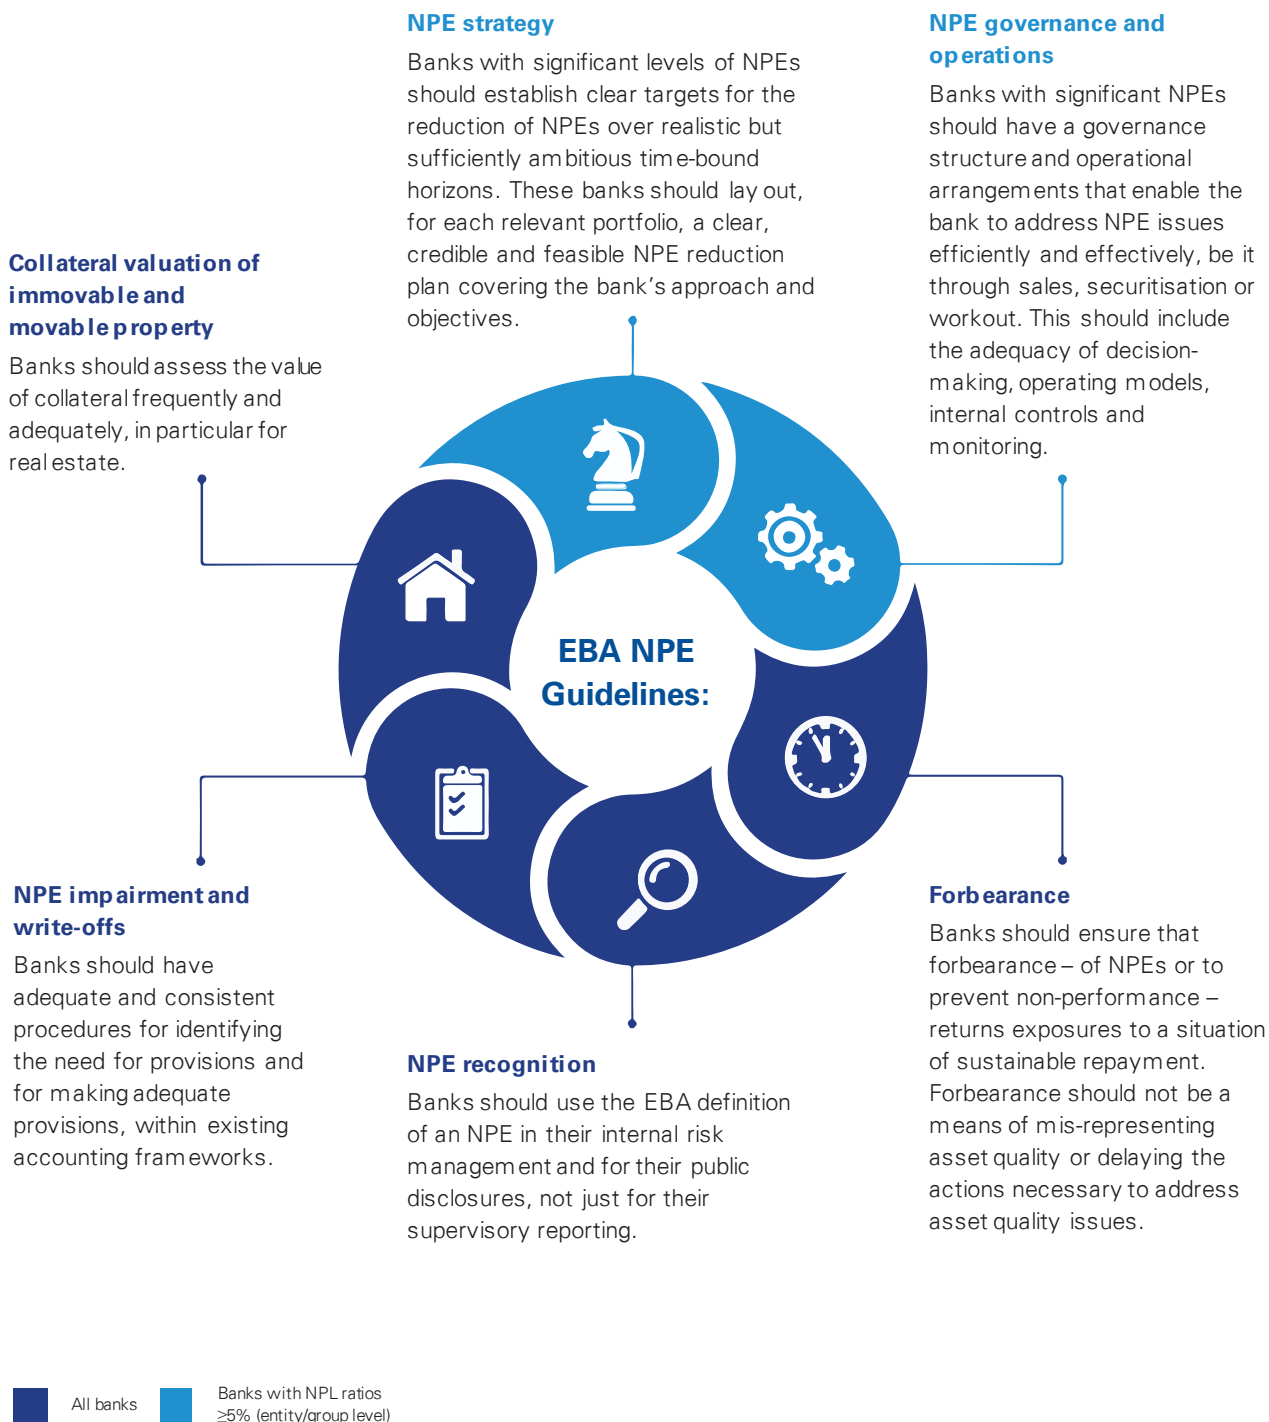 NPE strategy
Banks with significant levels of NPEs
should establish clear targets for the
reduction of NPEs over realistic but
sufficiently ambitious time-bound
horizons. These banks should lay out,
for each relevant portfolio, a clear,
credible and feasible NPE reduction
plan covering the bank's approach and
objectives.
NPE governance and
operations
Banks with significant NPEs
should have a governance
structure and operational
arrangements that enable the
bank to address NPE issues
efficiently and effectively, be it
through sales, securitisation or
workout. This should include
the adequacy of decision-
making, operating models,
internal controls and
monitoring.
Collateral valuation of
immovable and
movable property
Banks should assess the value
of collateral frequently and
adequately, in particular for
real estate.
EBA NPE
Guidelines:
NPE impairment and
write-offs
Banks should have
adequate and consistent
procedures for identifying
the need for provisions and
for making adequate
provisions, within existing
accounting frameworks.
NPE recognition
Banks should use the EBA definition
of an NPE in their internal risk
management and for their public
disclosures, not just for their
supervisory reporting.
Forbearance
Banks should ensure that
forbearance – of NPEs or to
prevent non-performance –
returns exposures to a situation
of sustainable repayment.
Forbearance should not be a
means of mis-representing
asset quality or delaying the
actions necessary to address
asset quality issues.
All banks
Banks with NPL ratios
≥5% (entity/group level)